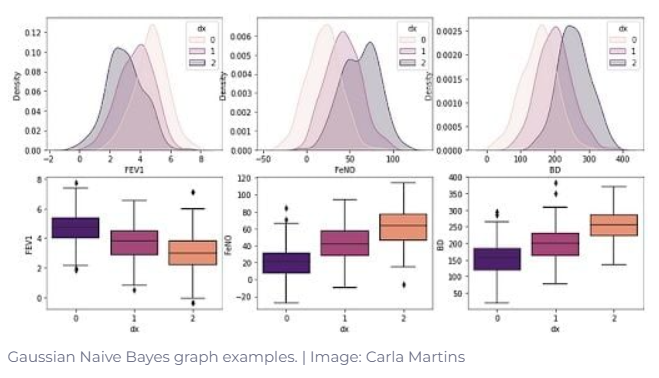 0.12
0.10
0.08
0.06
0.04
0.02
0.00
Density
−2 0 2 4 6 8
FEV1
dx
0
1
2
0.006
0.005
0.004
0.003
0.002
0.001
0.000
Density
−50 0 50 100
FeNO
dx
0
1
2
0.0025
0.0020
0.0015
0.0010
0.0005
0.0000
Density
0 100 200 300 400
BD
dx
0
1
2
8
6
4
2
0
FEV1
0 1 2
dx
120
100
80
60
40
20
0
−20
FeNO
0 1 2
dx
400
350
300
250
200
150
100
50
BD
0 1 2
dx
Gaussian Naive Bayes graph examples. | Image: Carla Martins